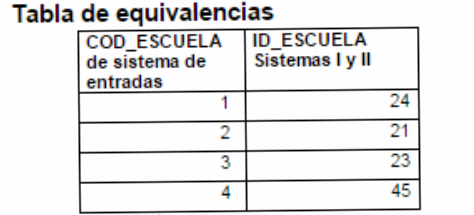 Tabla de equivalencias
COD_ESCUELA ID_ESCUELA
de sistema de Sistemas I y II
entradas
1 24
2 21
3 23
4 45